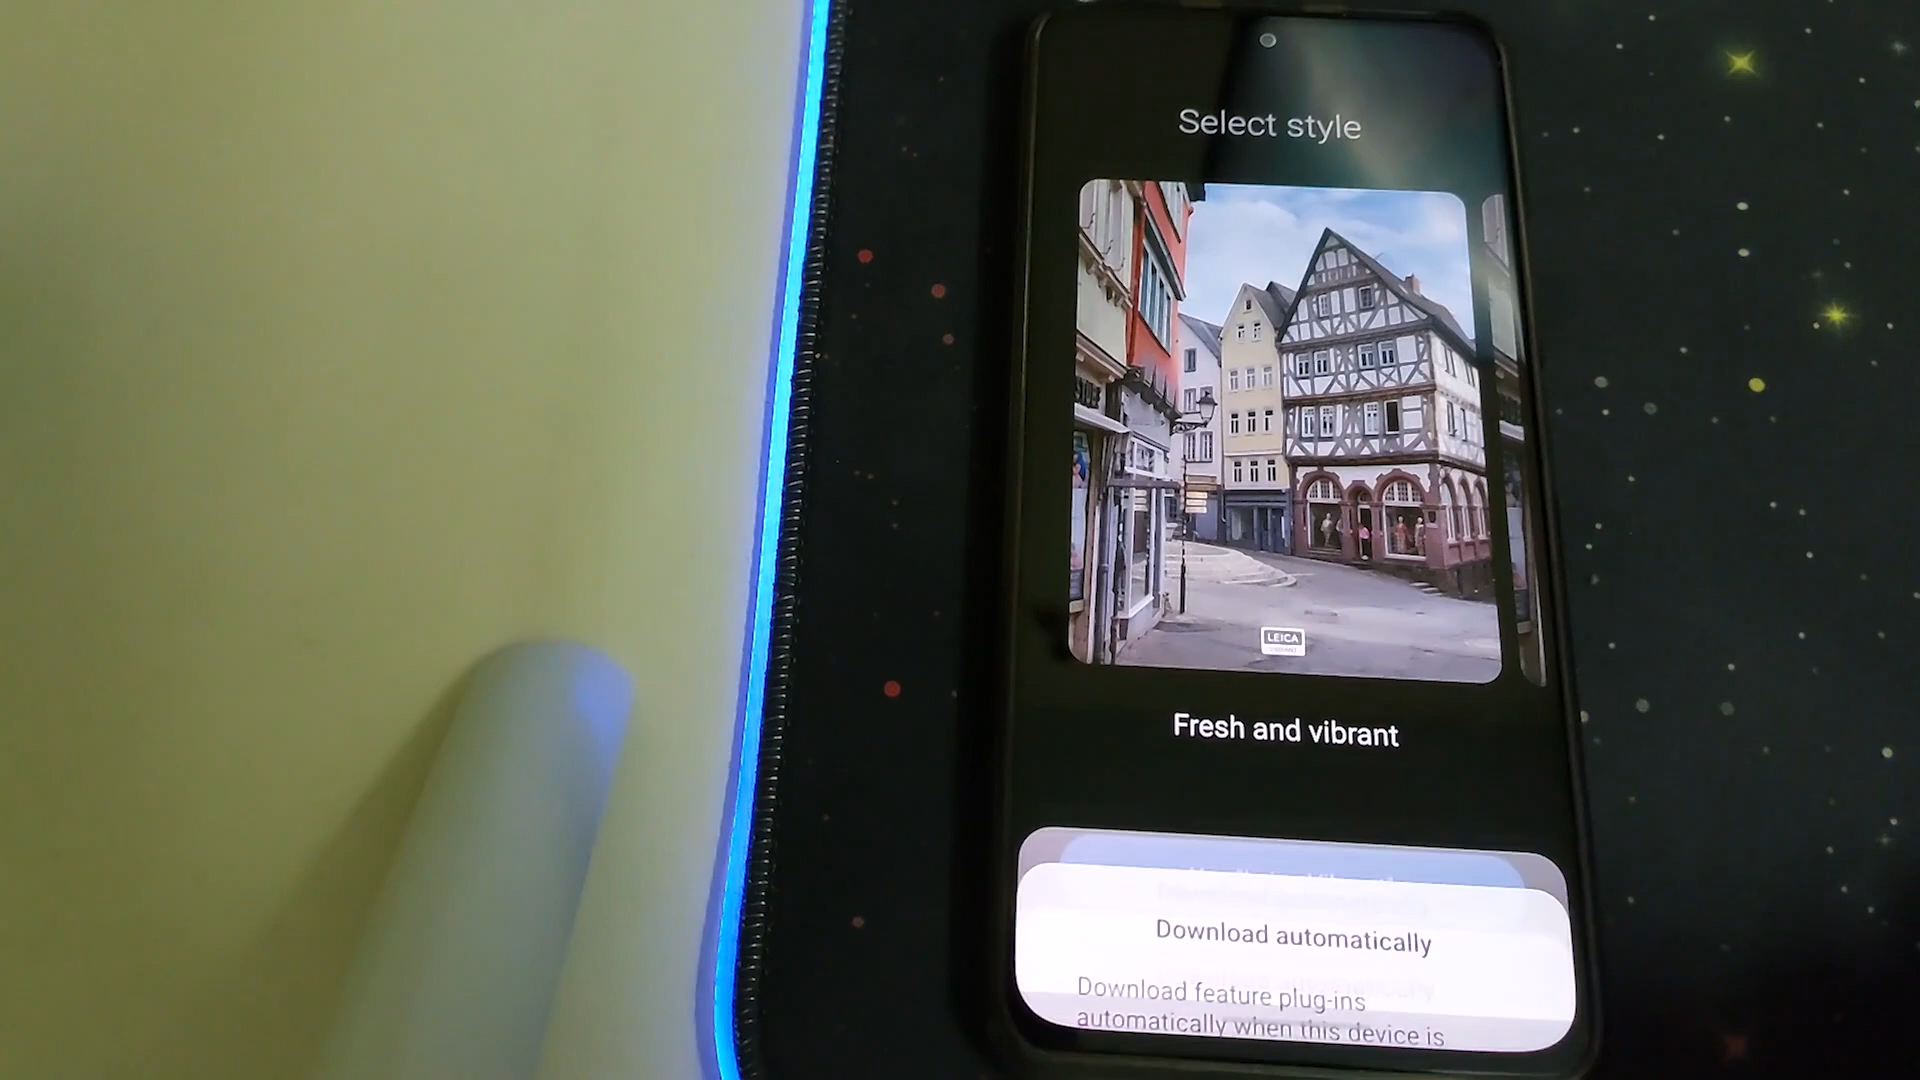 Select style
LEICA
Fresh and vibrant
Download automatically
Download feature plug-ins
automatically when this device is